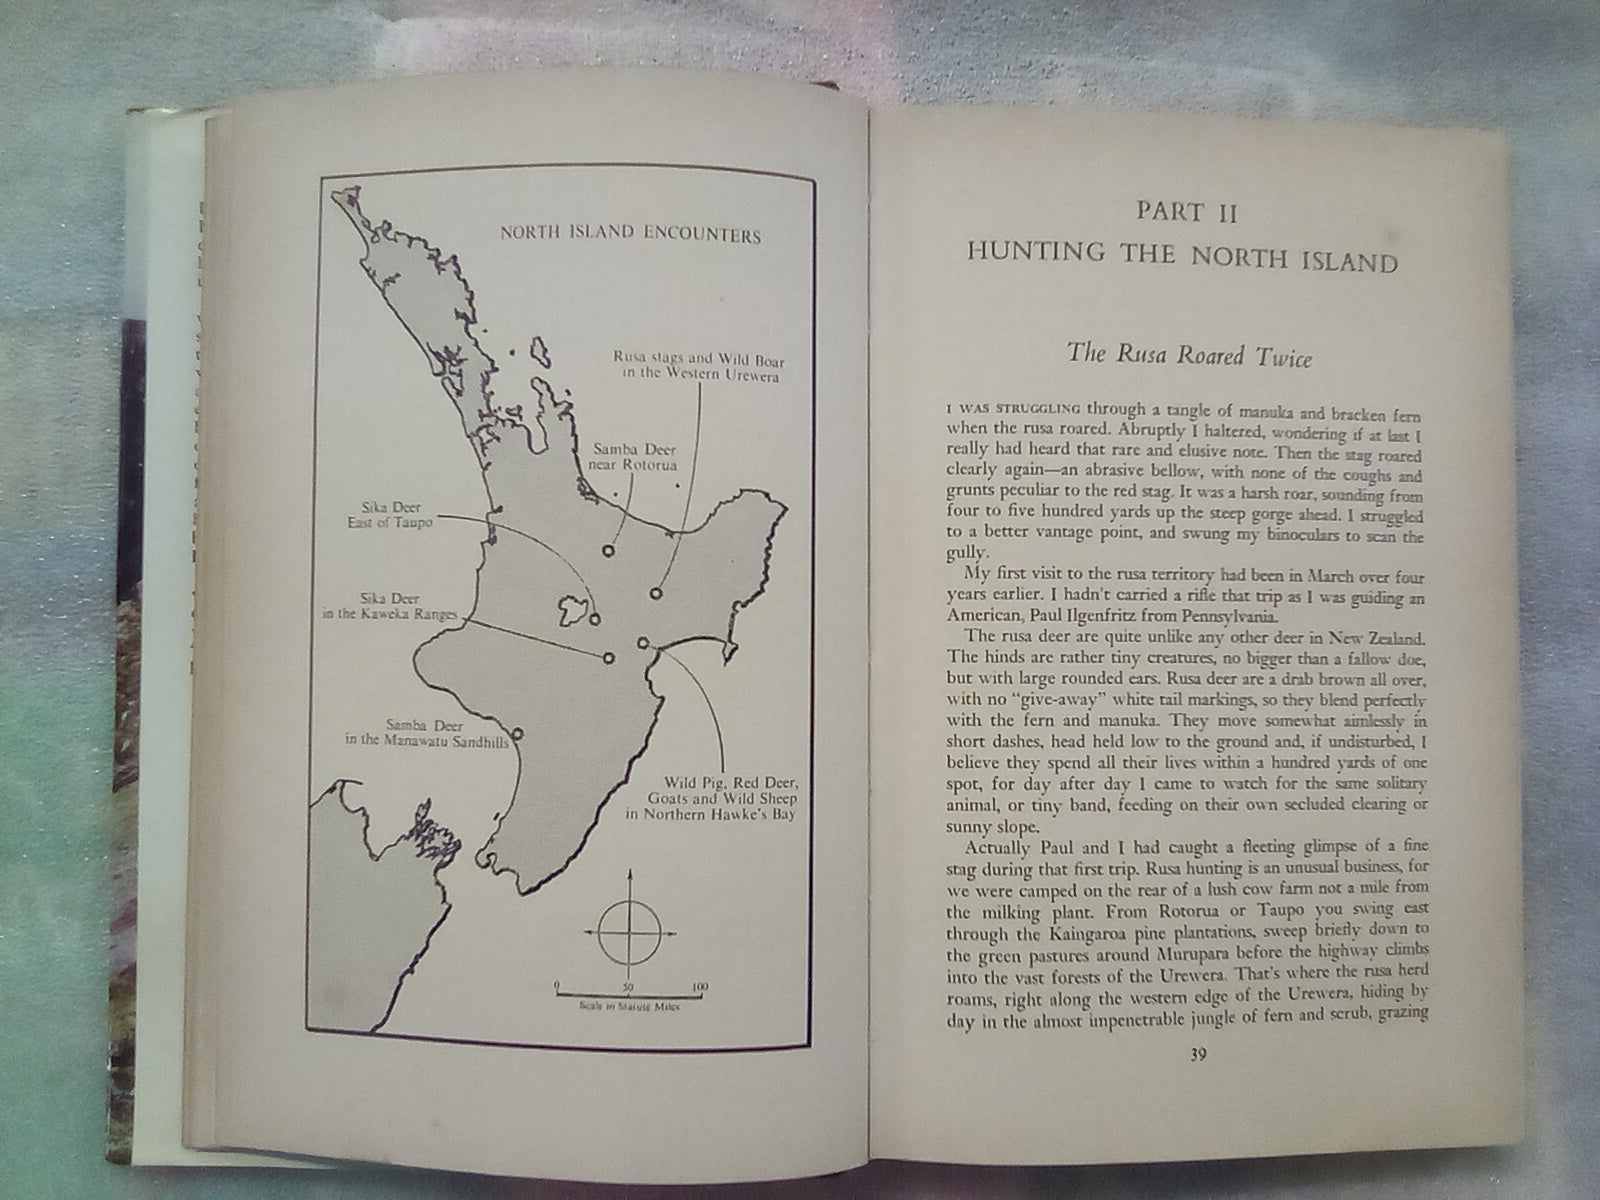 NORTH ISLAND ENCOUNTERS
Rusa stags and Wild Boar
in the Western Urewera
Samba Deer
near Rotorua
Sika Deer
East of Taupo
Sika Deer
in the Kaweka Ranges
Samba Deer
in the Manawatu Sandhills
Wild Pig, Red Deer,
Goats and Wild Sheep
in Northern Hawke's Bay
0 50 100
Scale in Statute Miles
PART II
HUNTING THE NORTH ISLAND
The Rusa Roared Twice
I WAS STRUGGLING through a tangle of manuka and bracken fern
when the rusa roared. Abruptly I haltered, wondering if at last I
really had heard that rare and elusive note. Then the stag roared
clearly again—an abrasive bellow, with none of the coughs and
grunts peculiar to the red stag. It was a harsh roar, sounding from
four to five hundred yards up the steep gorge ahead. I struggled
to a better vantage point, and swung my binoculars to scan the
gully.
My first visit to the rusa territory had been in March over four
years earlier. I hadn't carried a rifle that trip as I was guiding an
American, Paul Ilgenfritz from Pennsylvania.
The rusa deer are quite unlike any other deer in New Zealand.
The hinds are rather tiny creatures, no bigger than a fallow doe,
but with large rounded ears. Rusa deer are a drab brown all over,
with no "give-away" white tail markings, so they blend perfectly
with the fern and manuka. They move somewhat aimlessly in
short dashes, head held low to the ground and, if undisturbed, I
believe they spend all their lives within a hundred yards of one
spot, for day after day I came to watch for the same solitary
animal, or tiny band, feeding on their own secluded clearing or
sunny slope.
Actually Paul and I had caught a fleeting glimpse of a fine
stag during that first trip. Rusa hunting is an unusual business, for
we were camped on the rear of a lush cow farm not a mile from
the milking plant. From Rotorua or Taupo you swing east
through the Kaingaroa pine plantations, sweep briefly down to
the green pastures around Murupara before the highway climbs
into the vast forests of the Urewera. That's where the rusa herd
roams, right along the western edge of the Urewera, hiding by
day in the almost impenetrable jungle of fern and scrub, grazing
39